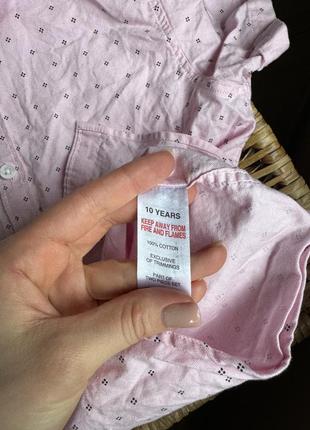 10 YEARS
KEEP AWAY FROM
FIRE AND FLAMES
100% COTTON
EXCLUSIVE
OF TRIMMINGS
PART OF
TWO PIECE SET